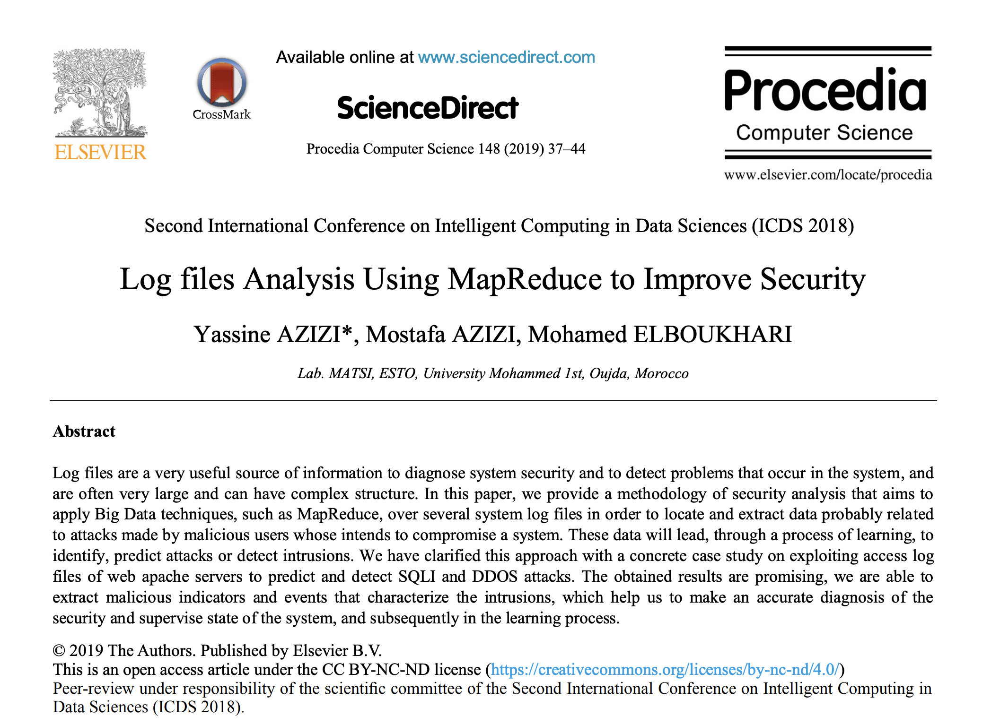 Available online at www.sciencedirect.com
NON SOLUS
CrossMark
ScienceDirect
Procedia
Computer Science
ELSEVIER
Procedia Computer Science 148 (2019) 37–44
www.elsevier.com/locate/procedia
Second International Conference on Intelligent Computing in Data Sciences (ICDS 2018)
Log files Analysis Using MapReduce to Improve Security
Yassine AZIZI*, Mostafa AZIZI, Mohamed ELBOUKHARI
Lab. MATSI, ESTO, University Mohammed 1st, Oujda, Morocco
Abstract
Log files are a very useful source of information to diagnose system security and to detect problems that occur in the system, and
are often very large and can have complex structure. In this paper, we provide a methodology of security analysis that aims to
apply Big Data techniques, such as MapReduce, over several system log files in order to locate and extract data probably related
to attacks made by malicious users whose intends to compromise a system. These data will lead, through a process of learning, to
identify, predict attacks or detect intrusions. We have clarified this approach with a concrete case study on exploiting access log
files of web apache servers to predict and detect SQLI and DDOS attacks. The obtained results are promising, we are able to
extract malicious indicators and events that characterize the intrusions, which help us to make an accurate diagnosis of the
security and supervise state of the system, and subsequently in the learning process.
© 2019 The Authors. Published by Elsevier B.V.
This is an open access article under the CC BY-NC-ND license (https://creativecommons.org/licenses/by-nc-nd/4.0/)
Peer-review under responsibility of the scientific committee of the Second International Conference on Intelligent Computing in
Data Sciences (ICDS 2018).